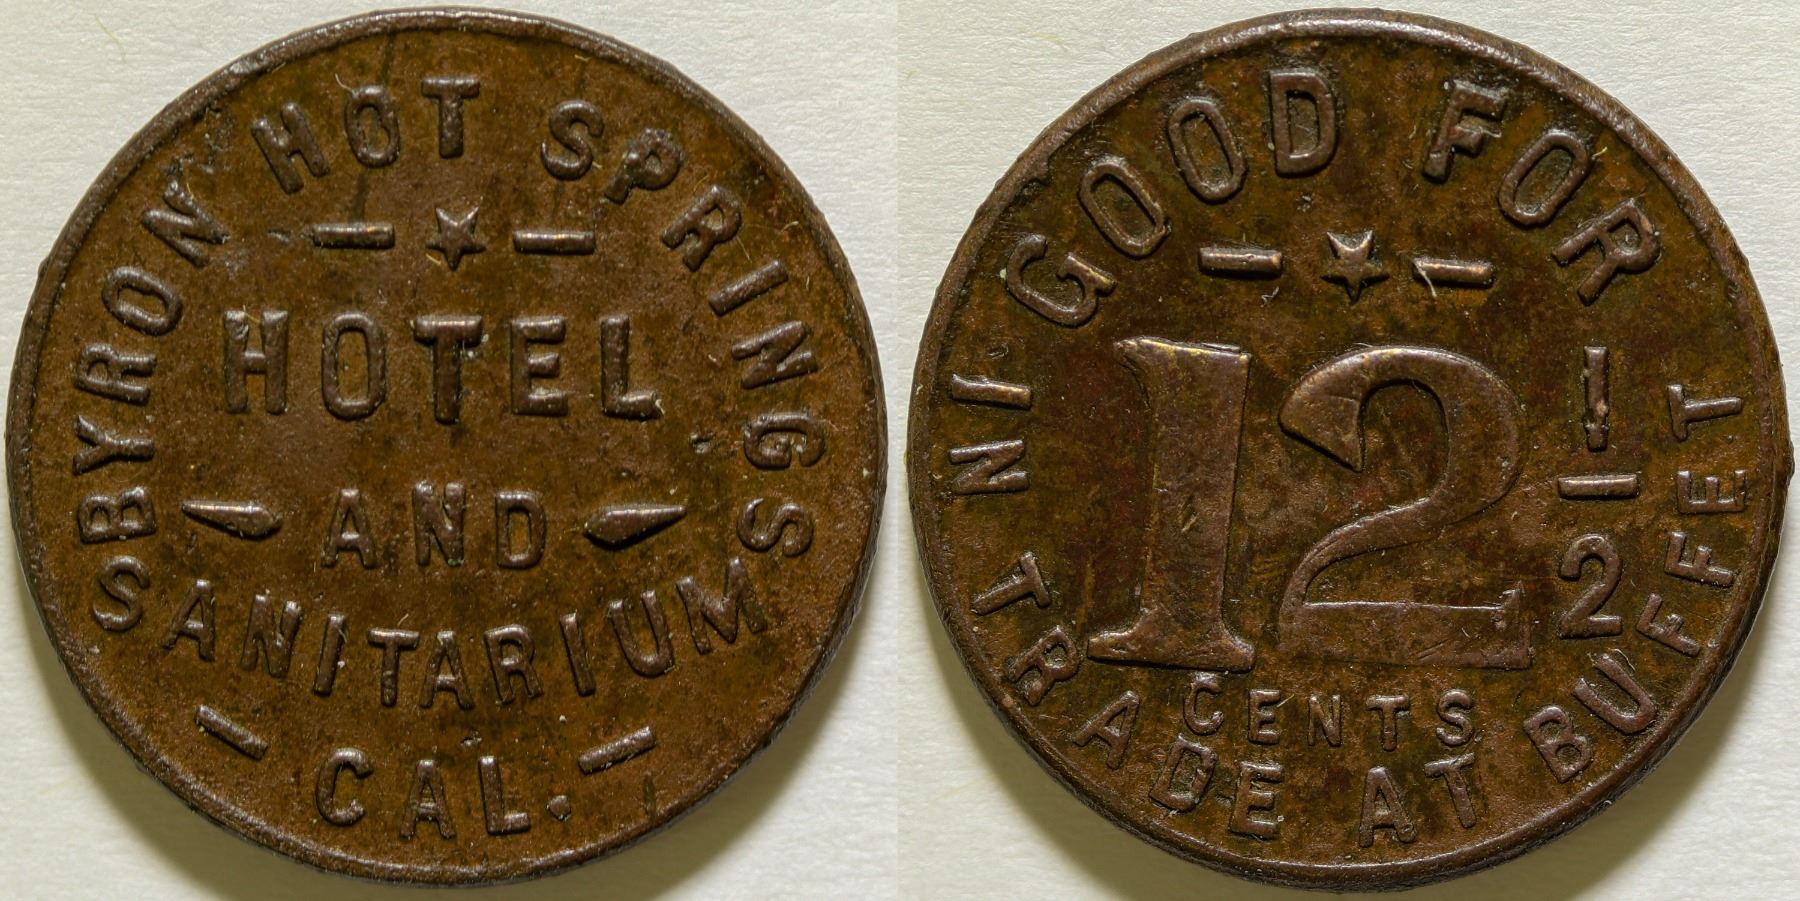 BYRON HOT SPRINGS
HOTEL
AND
SANITARIUM
CAL.
GOOD FOR
12 1/2
CENTS
IN TRADE AT BUFFET